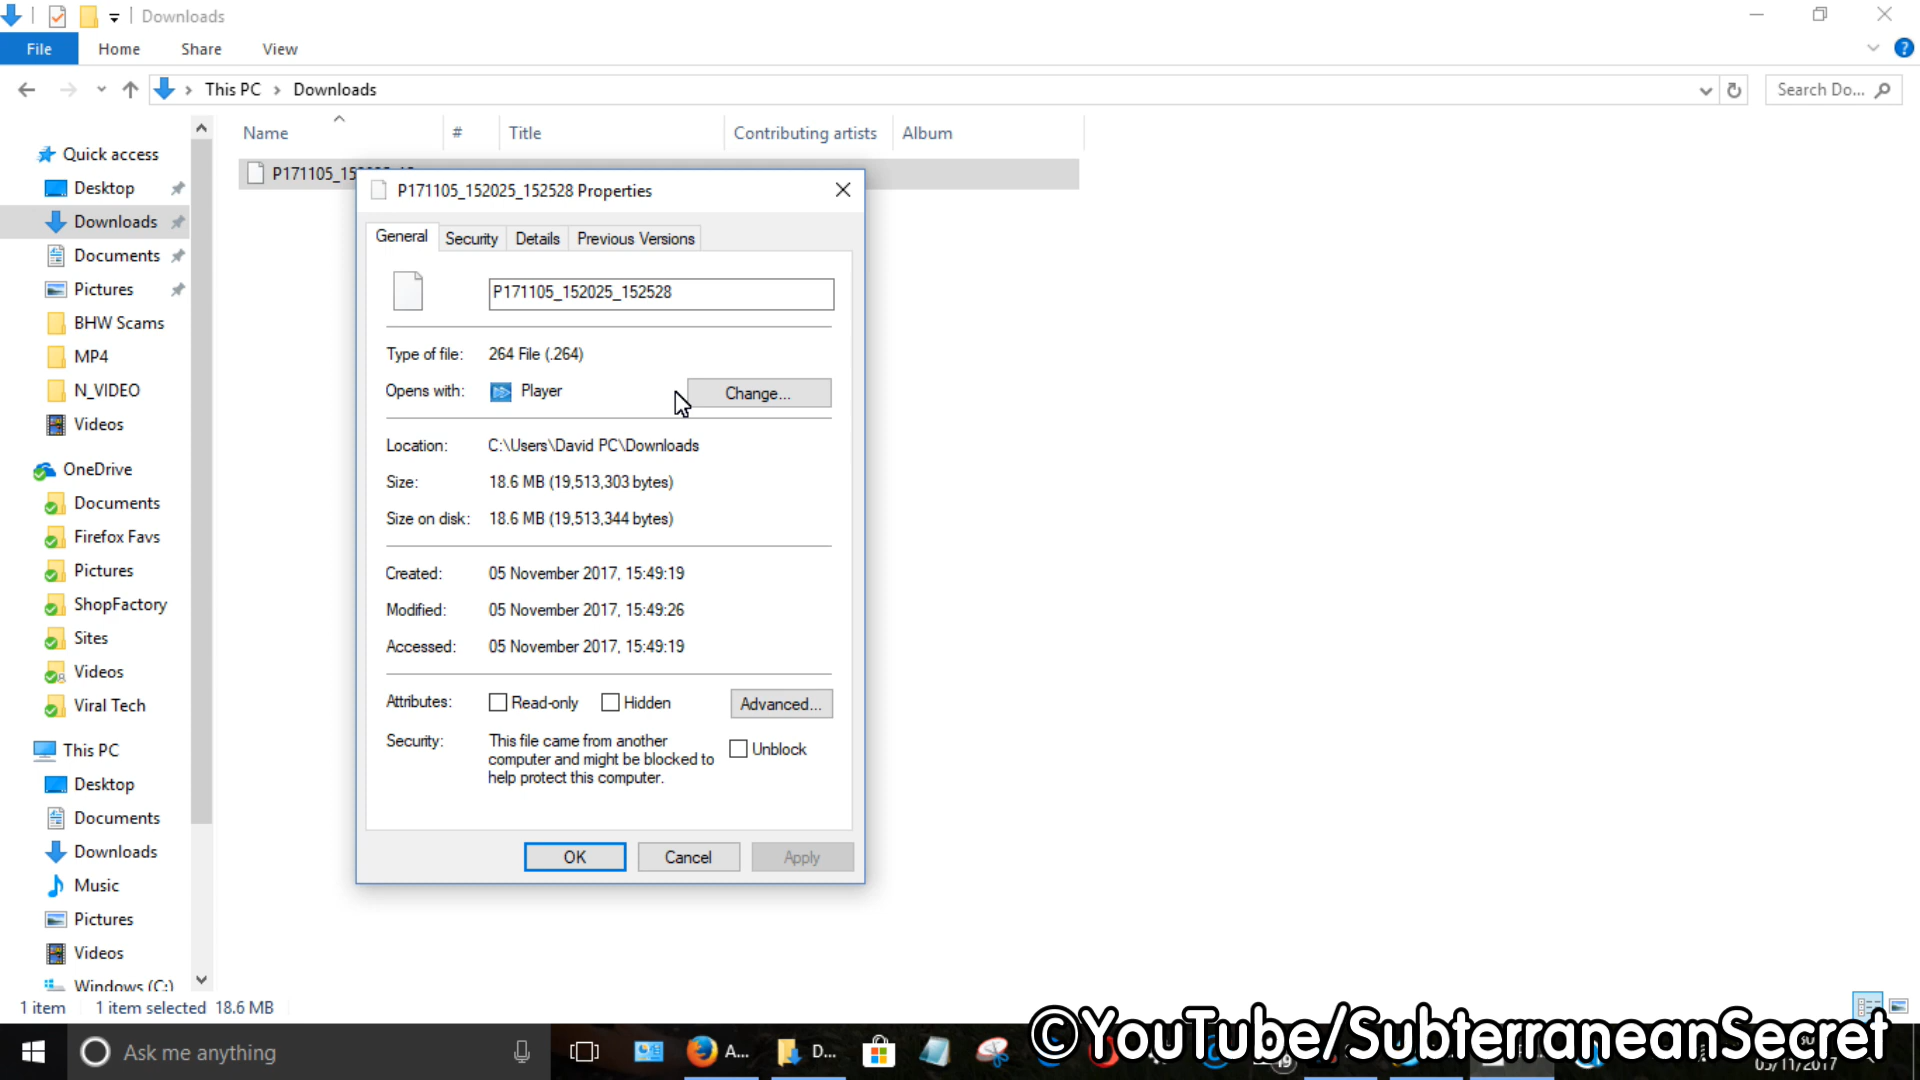 Downloads
File Home Share View
This PC Downloads
Search Do...
Name # Title Contributing artists Album
Quick access
Desktop
Downloads
Documents
Pictures
BHW Scams
MP4
N_VIDEO
Videos
OneDrive
Documents
Firefox Favs
Pictures
ShopFactory
Sites
Videos
Viral Tech
This PC
Desktop
Documents
Downloads
Music
Pictures
Videos
Windows (C:)
P171105_152025_152528 Properties
General Security Details Previous Versions
P171105_152025_152528
Type of file: 264 File (.264)
Opens with: Player Change...
Location: C:\Users\David PC\Downloads
Size: 18.6 MB (19,513,303 bytes)
Size on disk: 18.6 MB (19,513,344 bytes)
Created: 05 November 2017, 15:49:19
Modified: 05 November 2017, 15:49:26
Accessed: 05 November 2017, 15:49:19
Attributes: Read-only Hidden Advanced...
Security: This file came from another
computer and might be blocked to
help protect this computer.
Unblock
OK Cancel Apply
1 item 1 item selected 18.6 MB
Ask me anything A... D...
©YouTube/SubterraneanSecret
05/11/2017